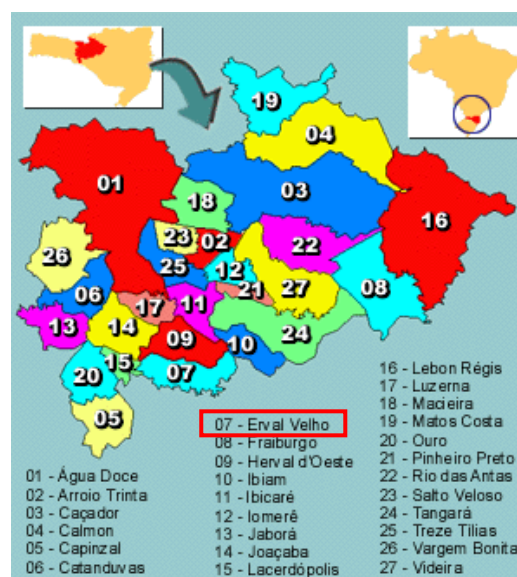 19
04
01
03
18
16
23
02
22
26
12
25
08
06
21
27
17
11
13
14
24
09
10
15
20
07
05
01 - Água Doce
02 - Arroio Trinta
03 - Caçador
04 - Calmon
05 - Capinzal
06 - Catanduvas
07 - Erval Velho
08 - Fraiburgo
09 - Herval d'Oeste
10 - Ibiam
11 - Ibicaré
12 - Iomerê
13 - Jaborá
14 - Joaçaba
15 - Lacerdópolis
16 - Lebon Régis
17 - Luzerna
18 - Macieira
19 - Matos Costa
20 - Ouro
21 - Pinheiro Preto
22 - Rio das Antas
23 - Salto Veloso
24 - Tangará
25 - Treze Tílias
26 - Vargem Bonita
27 - Videira